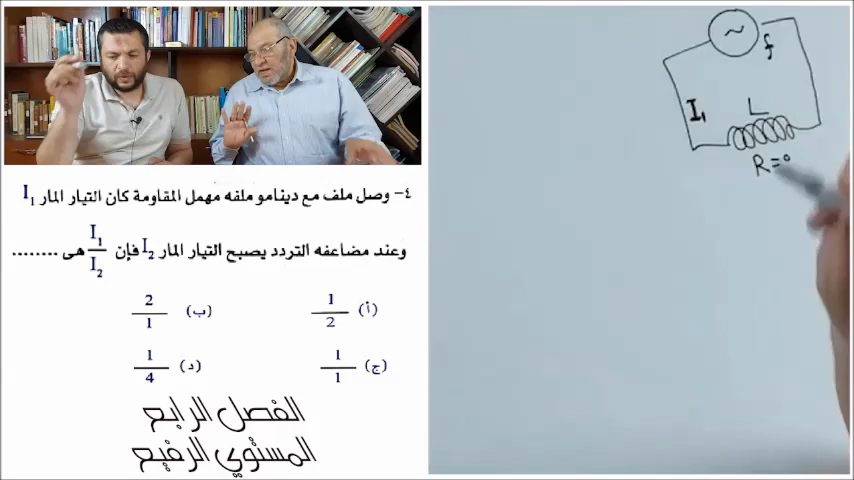 ٤- وصل ملف مع دينامو ملفه مهمل المقاومة كان التيار المار I₁
وعند مضاعفه التردد يصبح التيار المار I₂ فإن I₁/I₂ هى ........
(أ) 1/2
(ب) 2/1
(ج) 1/1
(د) 1/4
الفصل الرابع
المستوي الرفيع
~
f
I₁
L
R=0